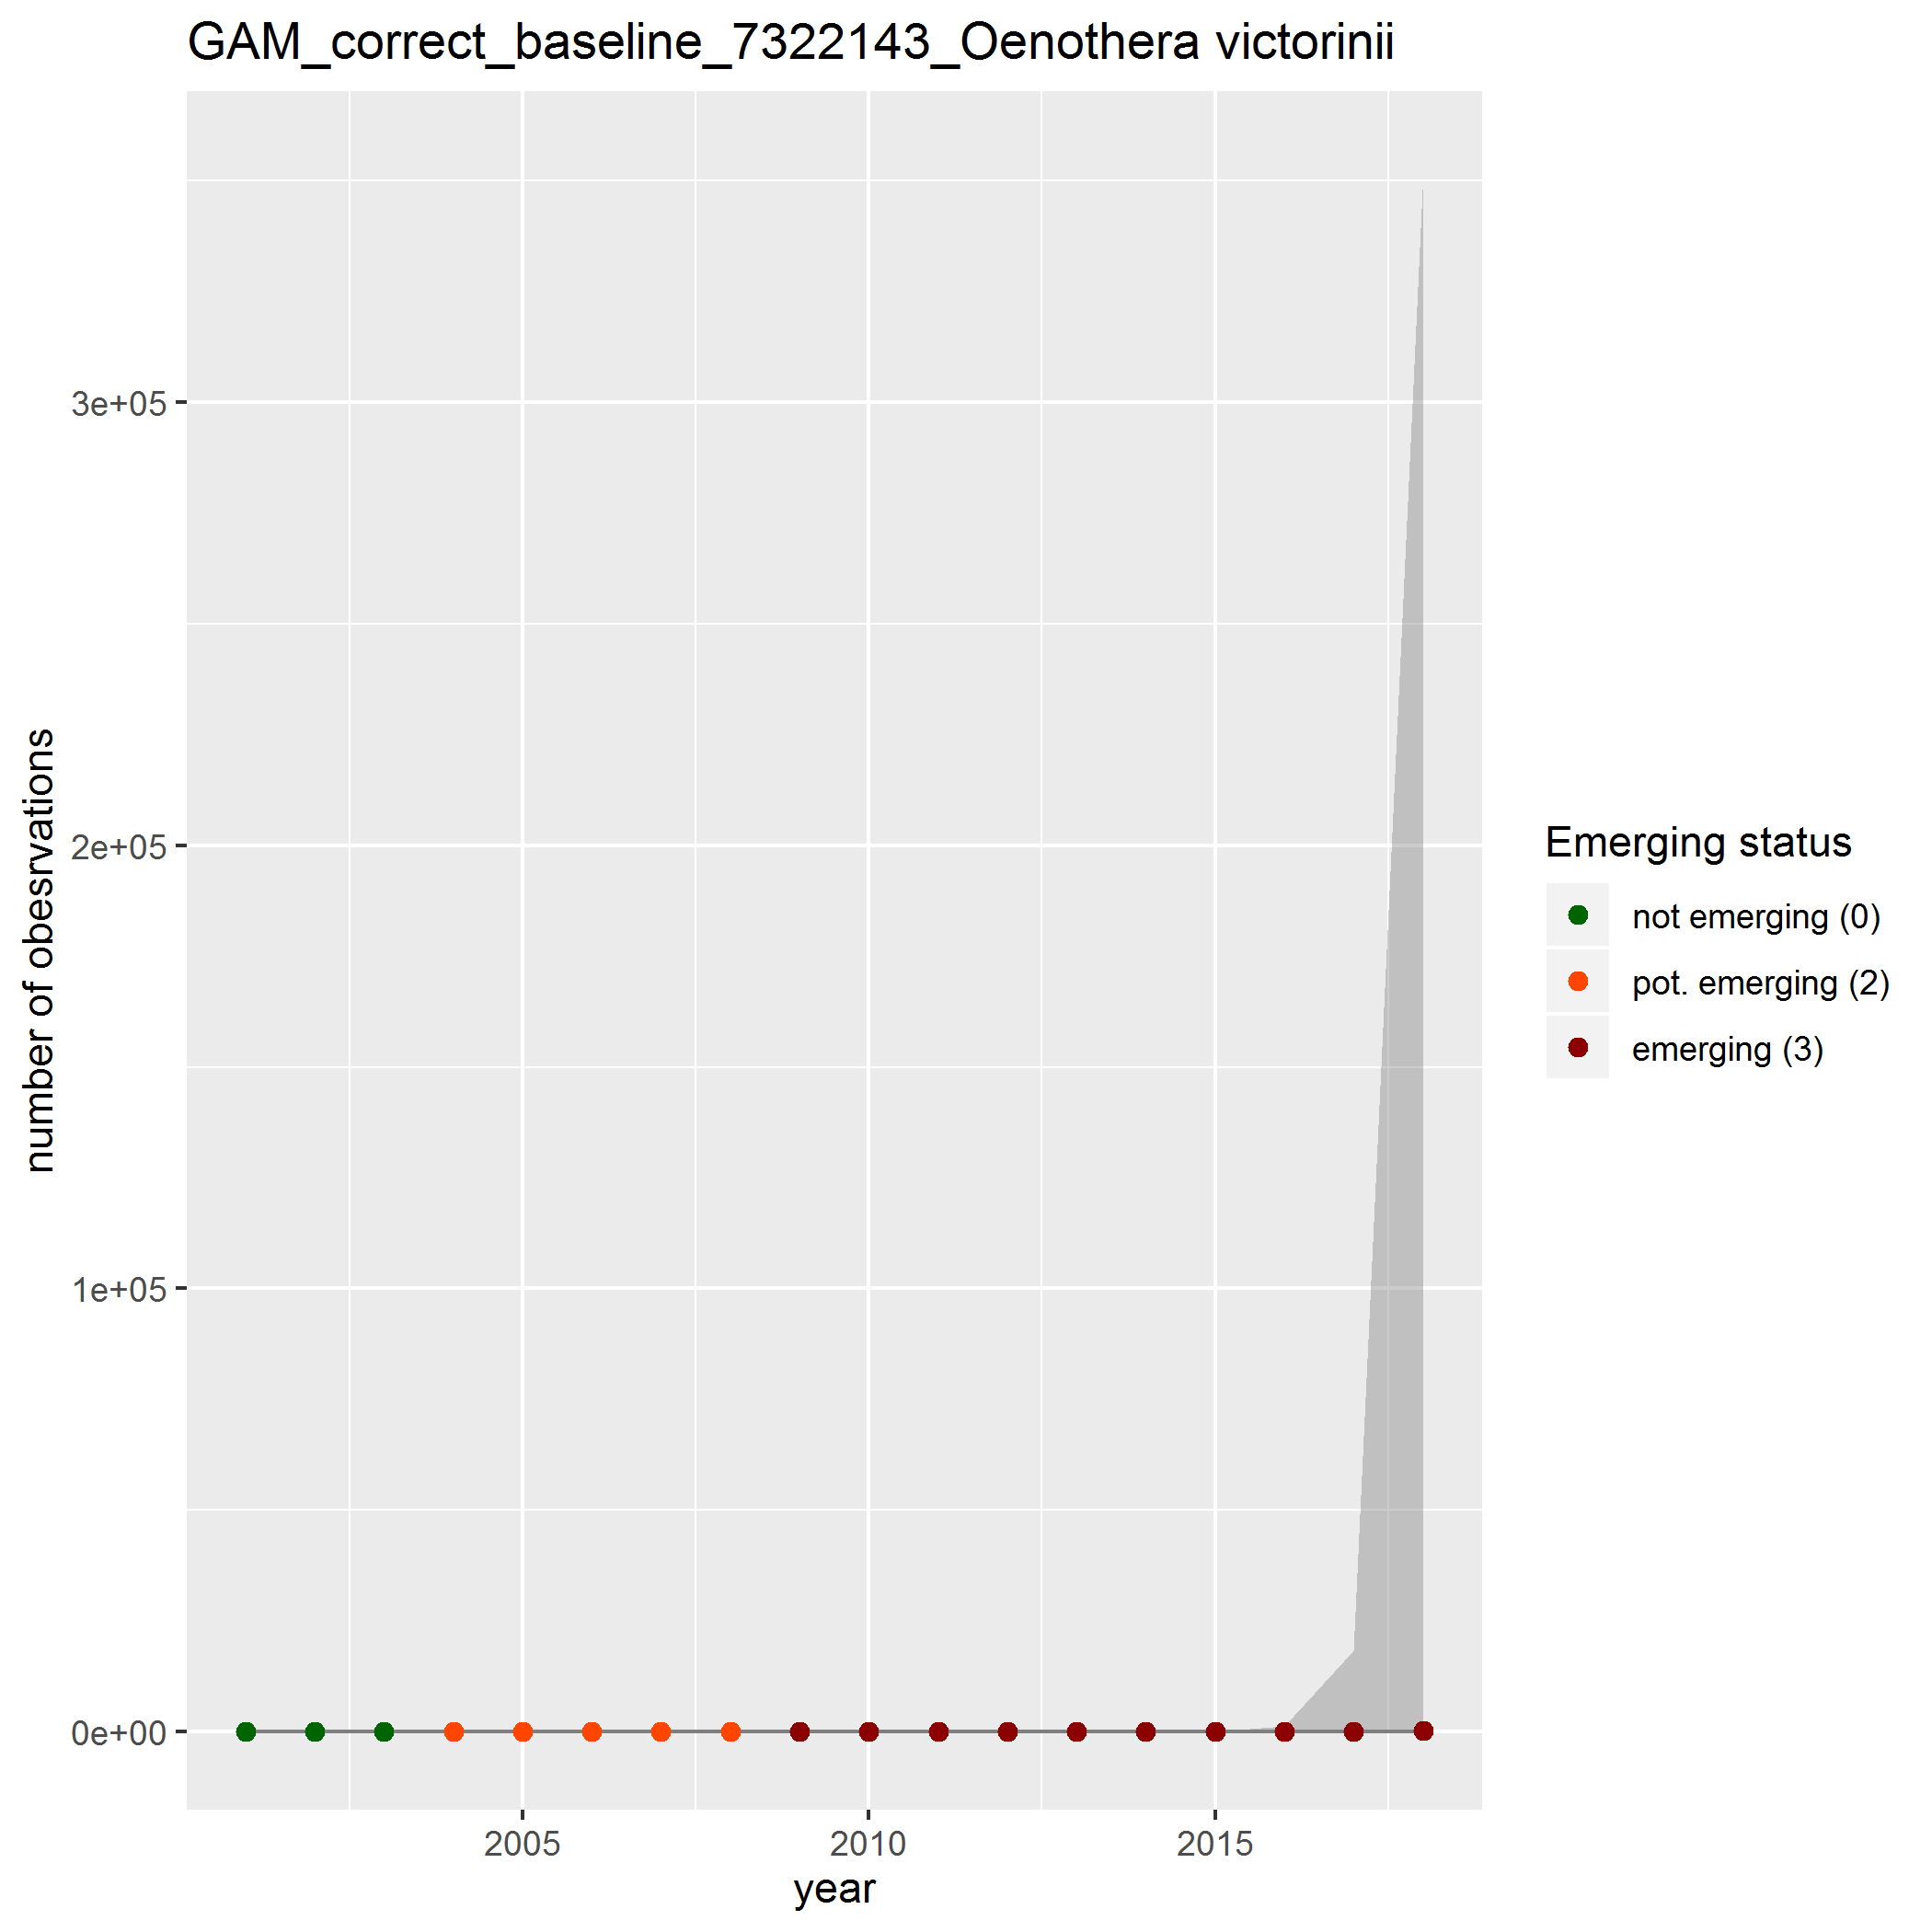 GAM_correct_baseline_7322143_Oenothera victorinii
number of obesrvations
3e+05
2e+05
1e+05
0e+00
2005
2010
2015
year
Emerging status
not emerging (0)
pot. emerging (2)
emerging (3)